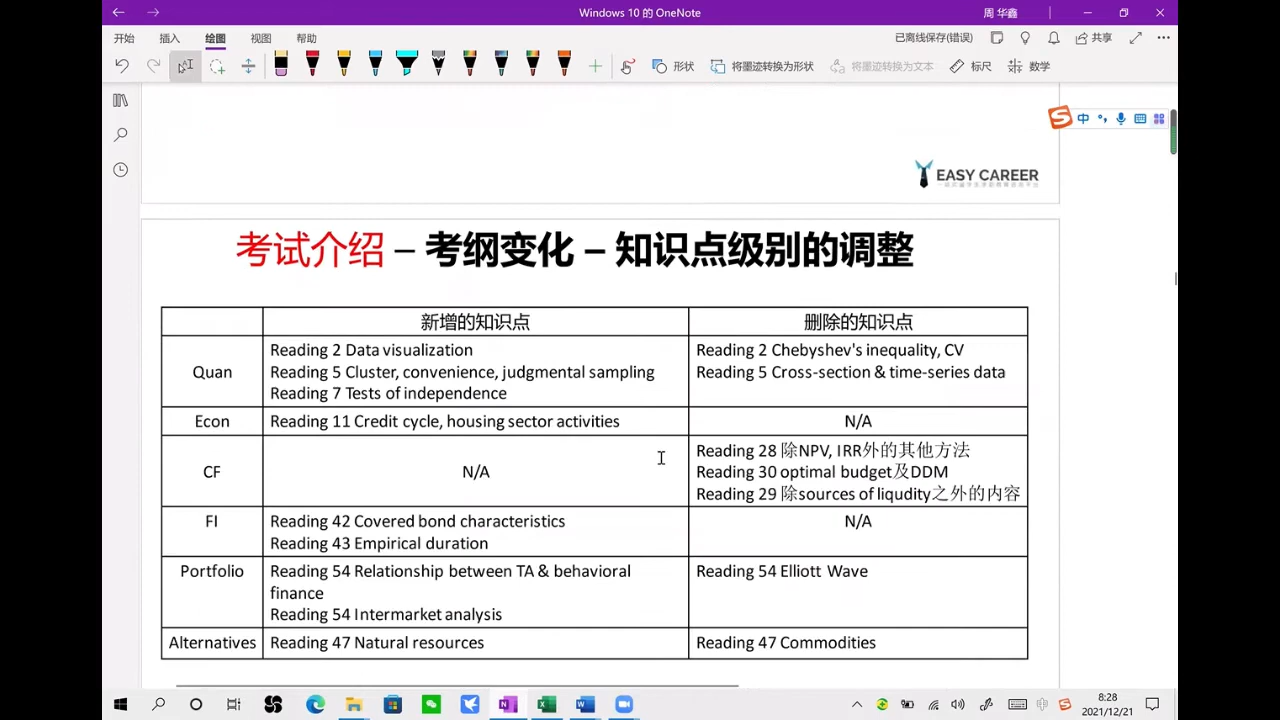 Windows 10 的 OneNote
周 华鑫
开始
插入
绘图
视图
帮助
已离线保存(错误)
共享
形状
将墨迹转换为形状
将墨迹转换为文本
标尺
数学
中
EASY CAREER
考试介绍 – 考纲变化 – 知识点级别的调整
新增的知识点
删除的知识点
Quan
Reading 2 Data visualization
Reading 5 Cluster, convenience, judgmental sampling
Reading 7 Tests of independence
Reading 2 Chebyshev's inequality, CV
Reading 5 Cross-section & time-series data
Econ
Reading 11 Credit cycle, housing sector activities
N/A
CF
N/A
Reading 28 除NPV, IRR外的其他方法
Reading 30 optimal budget及DDM
Reading 29 除sources of liqudity之外的内容
FI
Reading 42 Covered bond characteristics
Reading 43 Empirical duration
N/A
Portfolio
Reading 54 Relationship between TA & behavioral
finance
Reading 54 Intermarket analysis
Reading 54 Elliott Wave
Alternatives
Reading 47 Natural resources
Reading 47 Commodities
中
8:28
2021/12/21